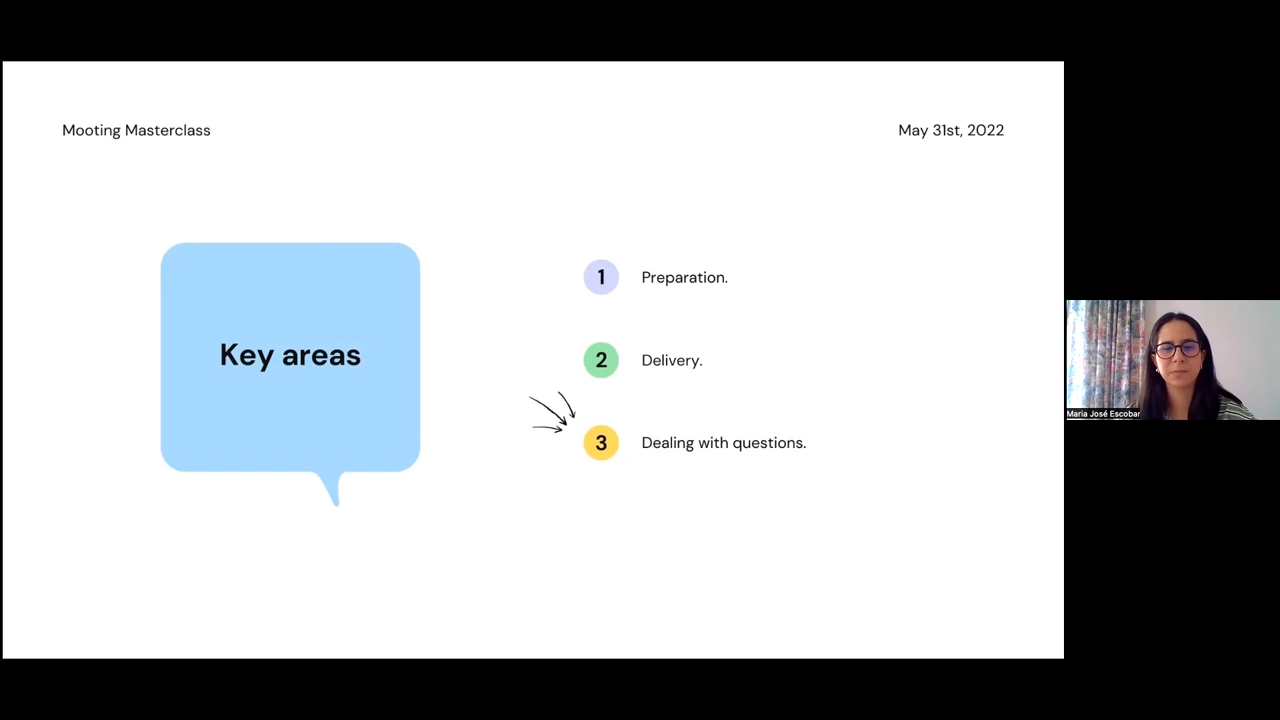 Mooting Masterclass
May 31st, 2022
Key areas
1 Preparation.
2 Delivery.
3 Dealing with questions.
María José Escobar